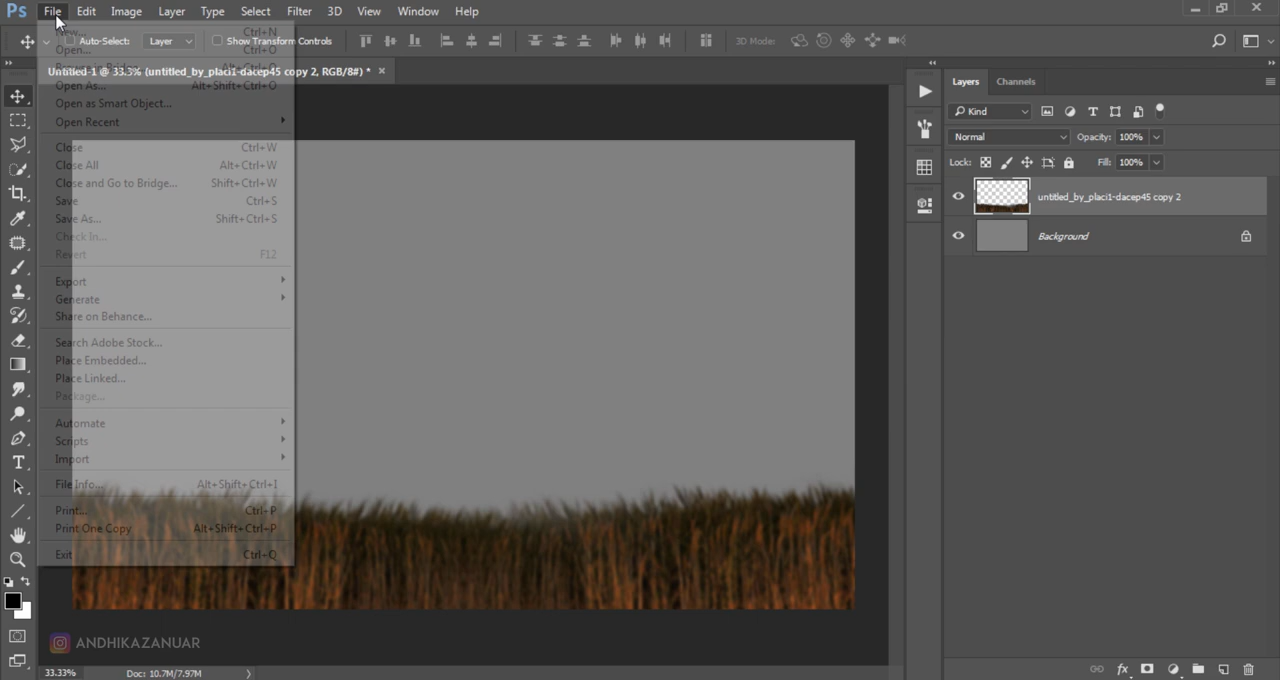 Ps File Edit Image Layer Type Select Filter 3D View Window Help
Auto-Select: Layer Show Transform Controls 3D Mode:
Untitled-1 @ 33.3% (untitled_by_placi1-dacep45 copy 2, RGB/8#) * ×
New... Ctrl+N
Open... Ctrl+O
Browse in Bridge... Alt+Ctrl+O
Open As... Alt+Shift+Ctrl+O
Open as Smart Object...
Open Recent
Close Ctrl+W
Close All Alt+Ctrl+W
Close and Go to Bridge... Shift+Ctrl+W
Save Ctrl+S
Save As... Shift+Ctrl+S
Check In...
Revert F12
Export
Generate
Share on Behance...
Search Adobe Stock...
Place Embedded...
Place Linked...
Package...
Automate
Scripts
Import
File Info... Alt+Shift+Ctrl+I
Print... Ctrl+P
Print One Copy Alt+Shift+Ctrl+P
Exit Ctrl+Q
Layers Channels
Kind
Normal Opacity: 100%
Lock: Fill: 100%
untitled_by_placi1-dacep45 copy 2
Background
ANDHIKAZANUAR
33.33% Doc: 10.7M/7.97M